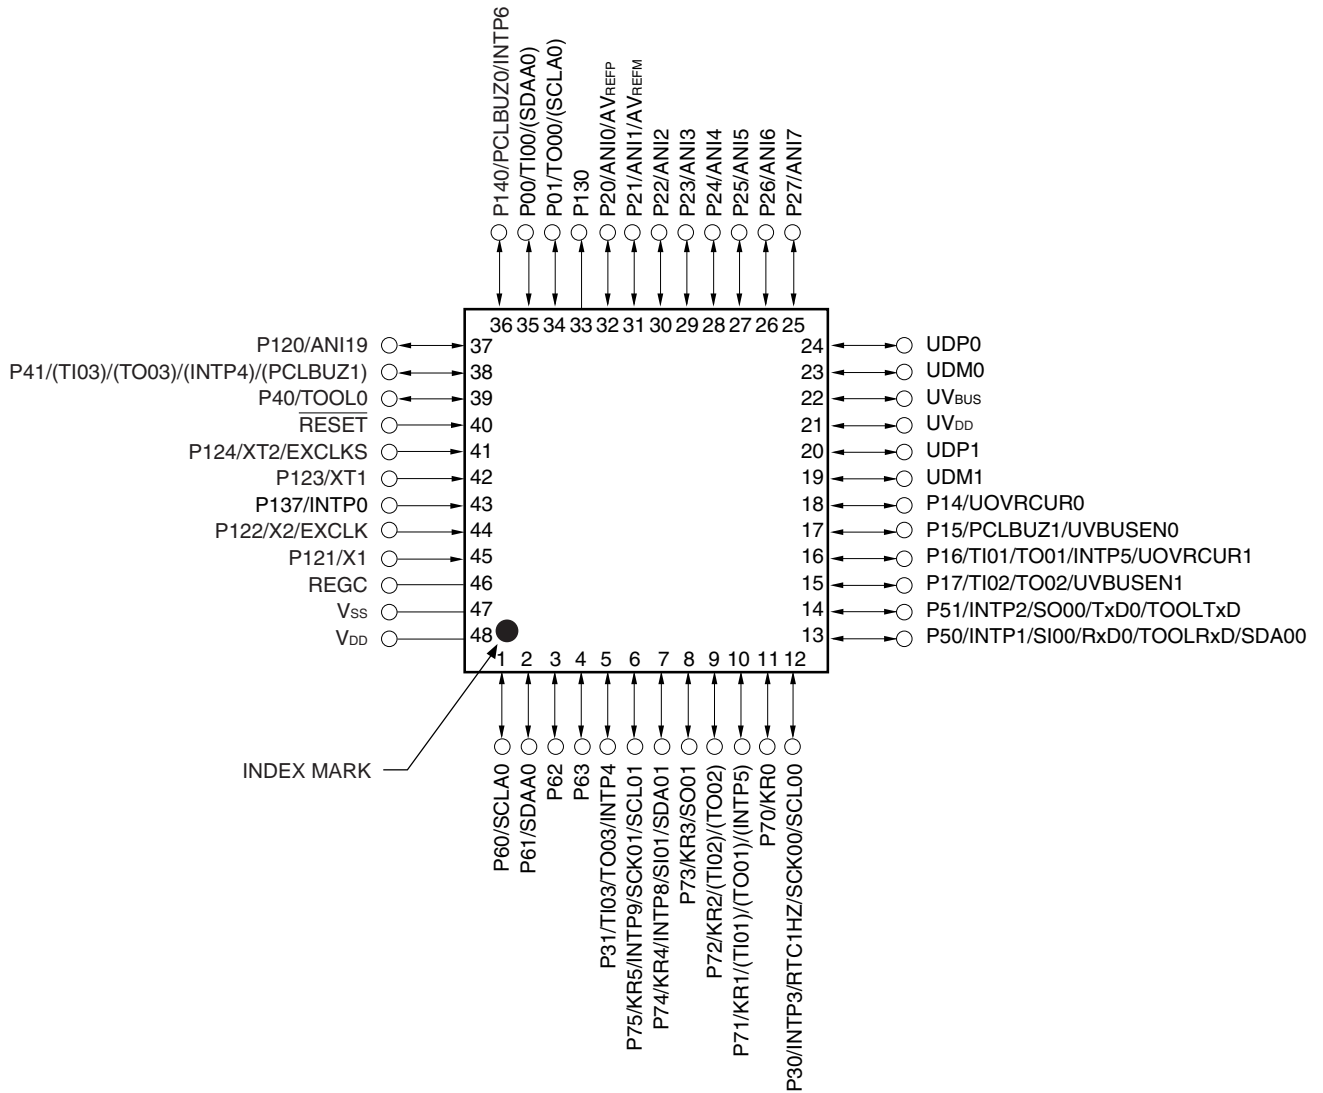 P140/PCLBUZ0/INTP6
P00/TI00/(SDAA0)
P01/TO00/(SCLA0)
P130
P20/ANI0/AVREFP
P21/ANI1/AVREFM
P22/ANI2
P23/ANI3
P24/ANI4
P25/ANI5
P26/ANI6
P27/ANI7
36 35 34 33 32 31 30 29 28 27 26 25
P120/ANI19 37
P41/(TI03)/(TO03)/(INTP4)/(PCLBUZ1) 38
P40/TOOL0 39
RESET 40
P124/XT2/EXCLKS 41
P123/XT1 42
P137/INTP0 43
P122/X2/EXCLK 44
P121/X1 45
REGC 46
VSS 47
VDD 48
24 UDP0
23 UDM0
22 UVBUS
21 UVDD
20 UDP1
19 UDM1
18 P14/UOVRCUR0
17 P15/PCLBUZ1/UVBUSEN0
16 P16/TI01/TO01/INTP5/UOVRCUR1
15 P17/TI02/TO02/UVBUSEN1
14 P51/INTP2/SO00/TxD0/TOOLTxD
13 P50/INTP1/SI00/RxD0/TOOLRxD/SDA00
1 2 3 4 5 6 7 8 9 10 11 12
INDEX MARK
P60/SCLA0
P61/SDAA0
P62
P63
P31/TI03/TO03/INTP4
P75/KR5/INTP9/SCK01/SCL01
P74/KR4/INTP8/SI01/SDA01
P73/KR3/SO01
P72/KR2/(TI02)/(TO02)
P71/KR1/(TI01)/(TO01)/(INTP5)
P70/KR0
P30/INTP3/RTC1HZ/SCK00/SCL00